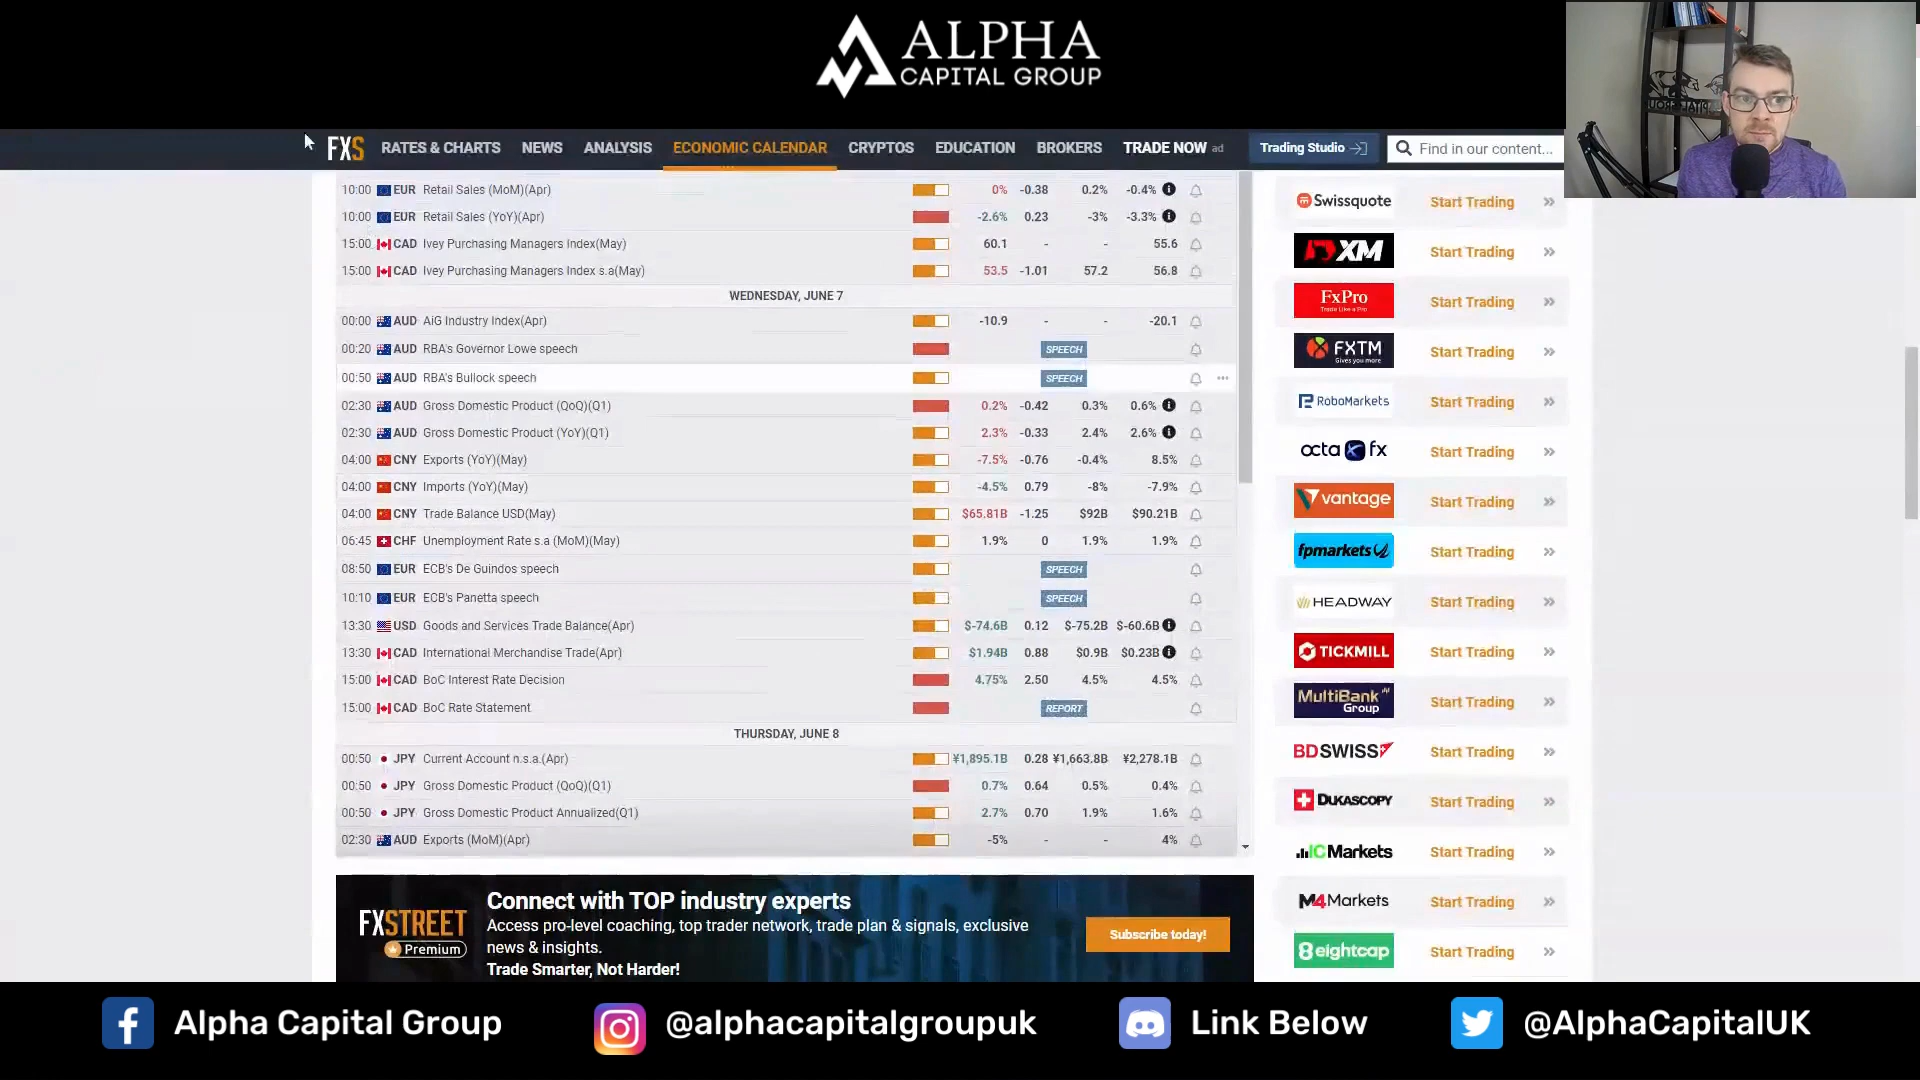 ALPHA
CAPITAL GROUP
FXS RATES & CHARTS NEWS ANALYSIS ECONOMIC CALENDAR CRYPTOS EDUCATION BROKERS TRADE NOW ad Trading Studio Find in our content...
10:00 EUR Retail Sales (MoM)(Apr) 0% -0.38 0.2% -0.4%
10:00 EUR Retail Sales (YoY)(Apr) -2.6% 0.23 -3% -3.3%
15:00 CAD Ivey Purchasing Managers Index(May) 60.1 - - 55.6
15:00 CAD Ivey Purchasing Managers Index s.a(May) 53.5 -1.01 57.2 56.8
WEDNESDAY, JUNE 7
00:00 AUD AiG Industry Index(Apr) -10.9 - - -20.1
00:20 AUD RBA's Governor Lowe speech SPEECH
00:50 AUD RBA's Bullock speech SPEECH
02:30 AUD Gross Domestic Product (QoQ)(Q1) 0.2% -0.42 0.3% 0.6%
02:30 AUD Gross Domestic Product (YoY)(Q1) 2.3% -0.33 2.4% 2.6%
04:00 CNY Exports (YoY)(May) -7.5% -0.76 -0.4% 8.5%
04:00 CNY Imports (YoY)(May) -4.5% 0.79 -8% -7.9%
04:00 CNY Trade Balance USD(May) $65.81B -1.25 $92B $90.21B
06:45 CHF Unemployment Rate s.a (MoM)(May) 1.9% 0 1.9% 1.9%
08:50 EUR ECB's De Guindos speech SPEECH
10:10 EUR ECB's Panetta speech SPEECH
13:30 USD Goods and Services Trade Balance(Apr) $-74.6B 0.12 $-75.2B $-60.6B
13:30 CAD International Merchandise Trade(Apr) $1.94B 0.88 $0.9B $0.23B
15:00 CAD BoC Interest Rate Decision 4.75% 2.50 4.5% 4.5%
15:00 CAD BoC Rate Statement REPORT
THURSDAY, JUNE 8
00:50 JPY Current Account n.s.a.(Apr) ¥1,895.1B 0.28 ¥1,663.8B ¥2,278.1B
00:50 JPY Gross Domestic Product (QoQ)(Q1) 0.7% 0.64 0.5% 0.4%
00:50 JPY Gross Domestic Product Annualized(Q1) 2.7% 0.70 1.9% 1.6%
02:30 AUD Exports (MoM)(Apr) -5% - - 4%
Swissquote Start Trading
XM Start Trading
FxPro Trade Like a Pro Start Trading
FXTM Gives you more Start Trading
RoboMarkets Start Trading
octa fx Start Trading
vantage Start Trading
fpmarkets Start Trading
HEADWAY Start Trading
TICKMILL Start Trading
MultiBank Group Start Trading
BDSWISS Start Trading
DUKASCOPY Start Trading
IC Markets Start Trading
M4Markets Start Trading
8 eightcap Start Trading
FXSTREET
Premium
Connect with TOP industry experts
Access pro-level coaching, top trader network, trade plan & signals, exclusive
news & insights.
Trade Smarter, Not Harder!
Subscribe today!
Alpha Capital Group @alphacapitalgroupuk Link Below @AlphaCapitalUK